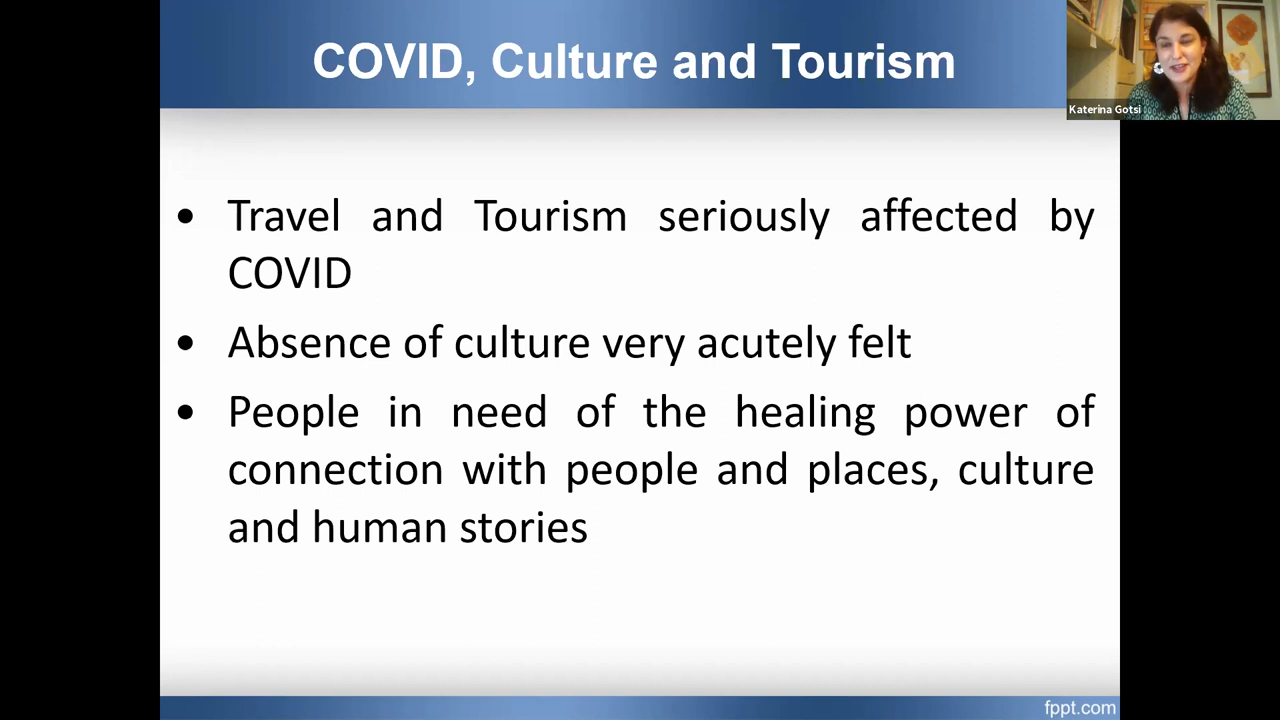 COVID, Culture and Tourism
Katerina Gotsi
• Travel and Tourism seriously affected by
COVID
• Absence of culture very acutely felt
• People in need of the healing power of
connection with people and places, culture
and human stories
fppt.com